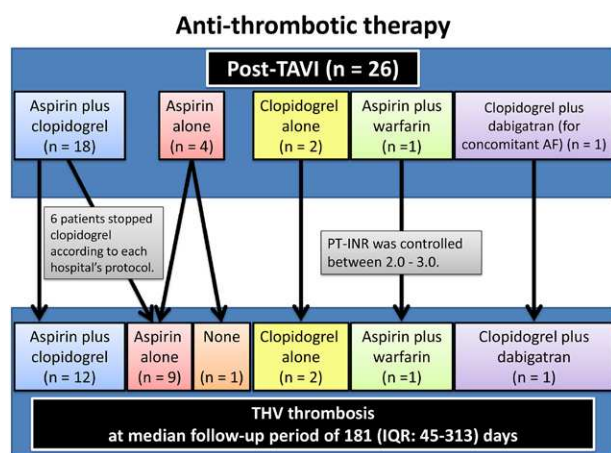 Anti-thrombotic therapy
Post-TAVI (n = 26)
Aspirin plus
clopidogrel
(n = 18)
Aspirin
alone
(n = 4)
Clopidogrel
alone
(n = 2)
Aspirin plus
warfarin
(n =1)
Clopidogrel plus
dabigatran (for
concomitant AF) (n = 1)
6 patients stopped
clopidogrel
according to each
hospital's protocol.
PT-INR was controlled
between 2.0 - 3.0.
Aspirin plus
clopidogrel
(n = 12)
Aspirin
alone
(n = 9)
None
(n = 1)
Clopidogrel
alone
(n = 2)
Aspirin plus
warfarin
(n =1)
Clopidogrel plus
dabigatran
(n = 1)
THV thrombosis
at median follow-up period of 181 (IQR: 45-313) days